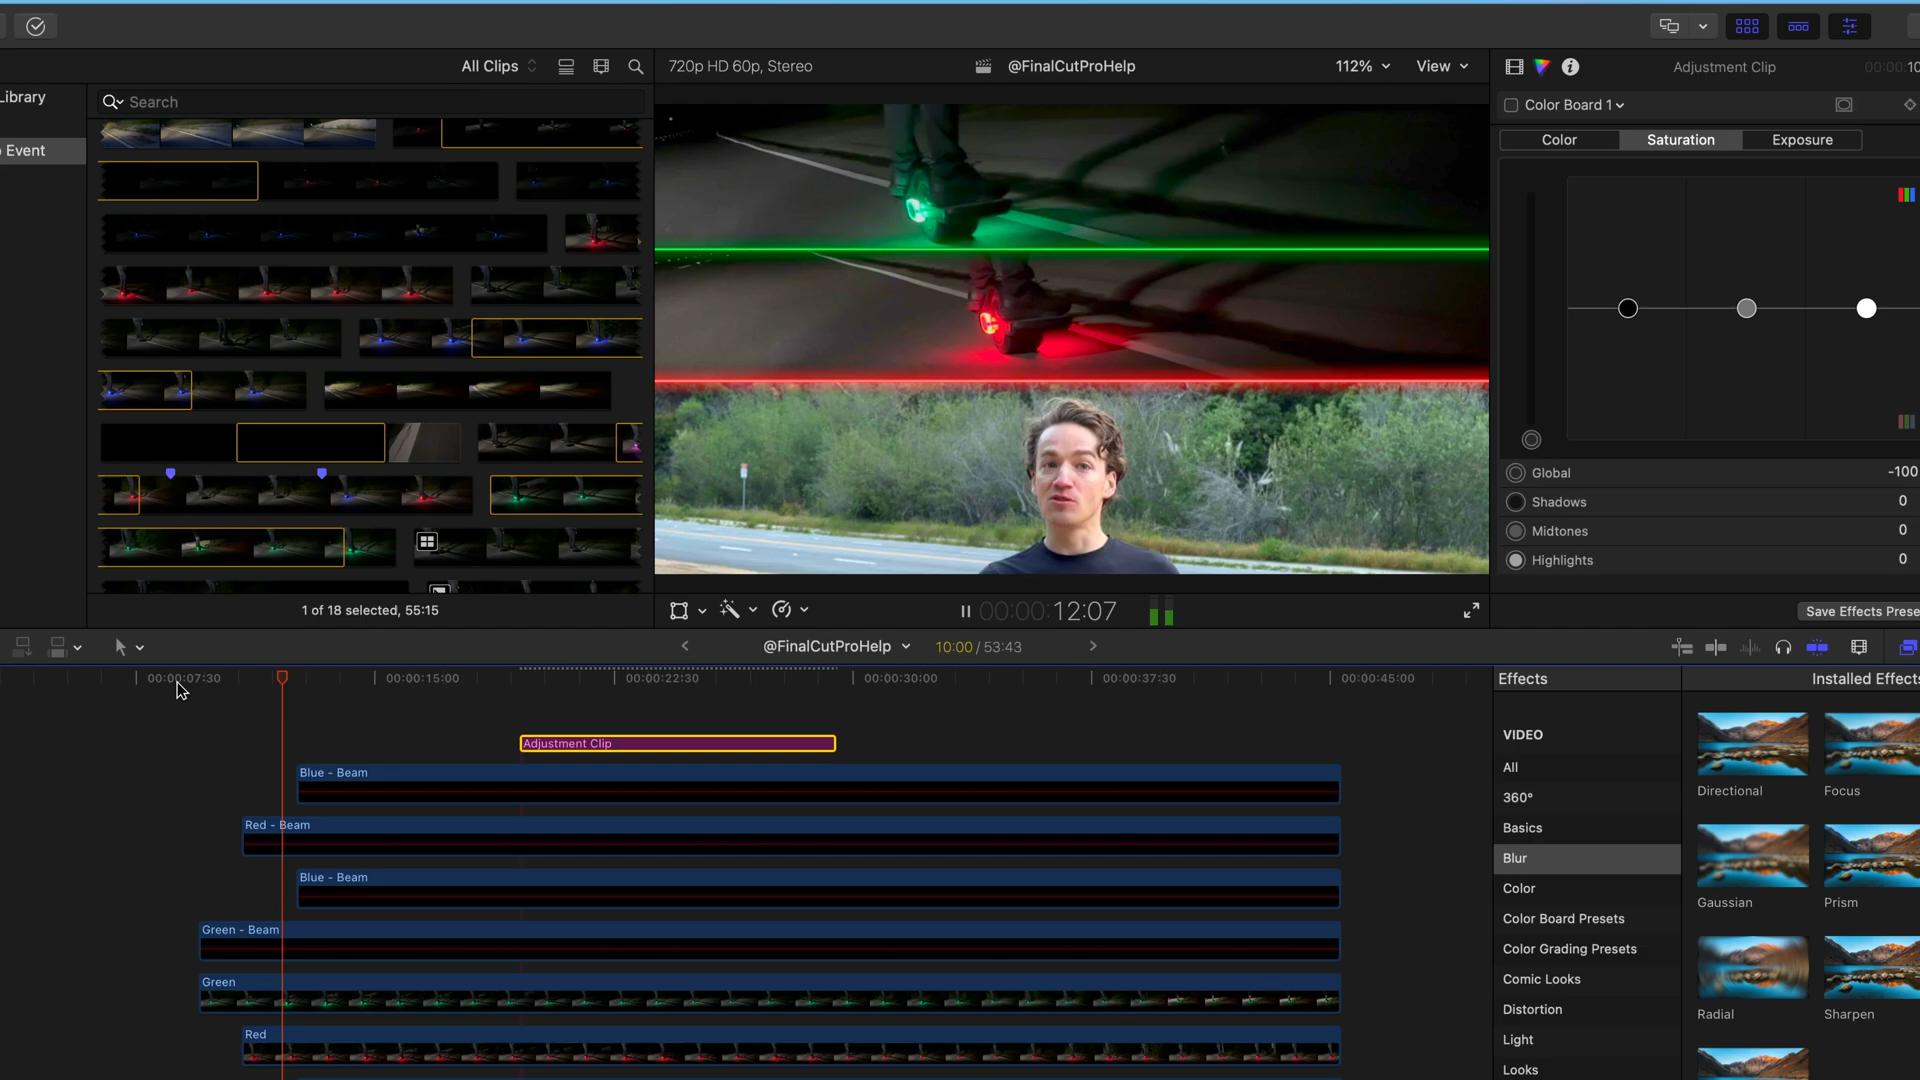 All Clips
720p HD 60p, Stereo
@FinalCutProHelp
112%
View
Adjustment Clip
00:00:10
Library
Search
Color Board 1
Event
Color
Saturation
Exposure
Global
-100
Shadows
0
Midtones
0
Highlights
0
1 of 18 selected, 55:15
00:00:12:07
Save Effects Prese
@FinalCutProHelp
10:00 / 53:43
00:00:07:30
00:00:15:00
00:00:22:30
00:00:30:00
00:00:37:30
00:00:45:00
Effects
Installed Effects
Adjustment Clip
Blue - Beam
Red - Beam
Blue - Beam
Green - Beam
Green
Red
VIDEO
All
360°
Basics
Blur
Color
Color Board Presets
Color Grading Presets
Comic Looks
Distortion
Light
Looks
Directional
Focus
Gaussian
Prism
Radial
Sharpen